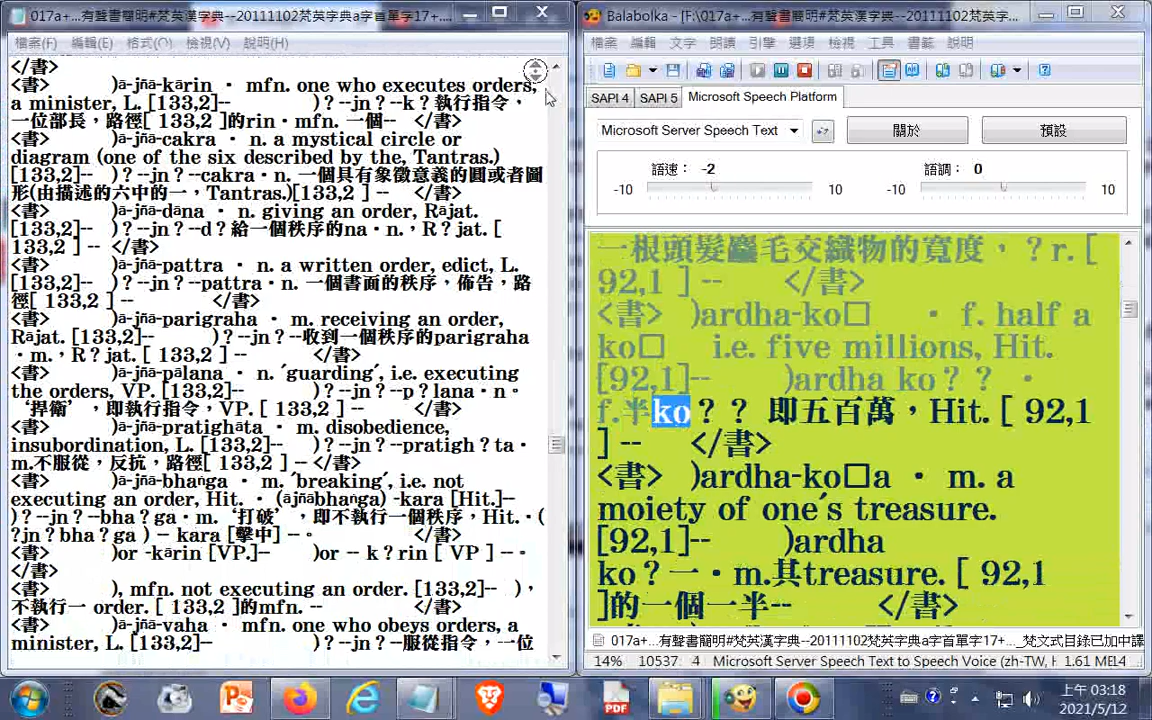 017a+...有聲書簡明#梵英漢字典--20111102梵英字典a字首單字17+...
檔案(F) 編輯(E) 格式(O) 檢視(V) 說明(H)
</書>
<書> )ā-jñā-kārin · mfn. one who executes orders,
a minister, L. [133,2]-- )?--jn?--k?執行指令，
一位部長，路徑[ 133,2 ]的rin·mfn. 一個-- </書>
<書> )ā-jñā-cakra · n. a mystical circle or
diagram (one of the six described by the, Tantras.)
[133,2]-- )?--jn?--cakra·n. 一個具有象徵意義的圓或者圖
形(由描述的六中的一，Tantras.)[133,2 ] -- </書>
<書> )ā-jñā-dāna · n. giving an order, Rājat.
[133,2]-- )?--jn?--d?給一個秩序的na·n.，R?jat. [
133,2 ] -- </書>
<書> )ā-jñā-pattra · n. a written order, edict, L.
[133,2]-- )?--jn?--pattra·n. 一個書面的秩序，佈告，路
徑[ 133,2 ] -- </書>
<書> )ā-jñā-parigraha · m. receiving an order,
Rājat. [133,2]-- )?--jn?--收到一個秩序的parigraha
·m.，R?jat. [ 133,2 ] -- </書>
<書> )ā-jñā-pālana · n. 'guarding', i.e. executing
the orders, VP. [133,2]-- )?--jn?--p?lana·n。
‘捍衛’，即執行指令，VP. [ 133,2 ] -- </書>
<書> )ā-jñā-pratighāta · m. disobedience,
insubordination, L. [133,2]-- )?--jn?--pratigh?ta·
m.不服從，反抗，路徑[ 133,2 ] -- </書>
<書> )ā-jñā-bhaṅga · m. 'breaking', i.e. not
executing an order, Hit. · (ājñābhaṅga) -kara [Hit.]--
)?--jn?--bha?ga·m.‘打破’，即不執行一個秩序，Hit.·(
?jn?bha?ga ) – kara [擊中] --。 </書>
<書> )or -kārin [VP.]-- )or -- k?rin [ VP ] --。
</書>
<書> ), mfn. not executing an order. [133,2]-- )，
不執行一 order. [ 133,2 ]的mfn. -- </書>
<書> )ā-jñā-vaha · mfn. one who obeys orders, a
minister, L. [133,2]-- )?--jn?--服從指令，一位
Balabolka - [F:\017a+...有聲書簡明#梵英漢字典--20111102梵英字...
檔案 編輯 文字 朗讀 引擎 選項 檢視 工具 書籤 說明
SAPI 4 SAPI 5 Microsoft Speech Platform
Microsoft Server Speech Text 關於 預設
語速： -2 語調： 0
-10 10 -10 10
一根頭髮 毛交織物的寬度，?r. [
92,1 ] -- </書>
<書> )ardha-ko□ · f. half a
ko□ i.e. five millions, Hit.
[92,1]-- )ardha ko?? ·
f.半ko?? 即五百萬，Hit. [ 92,1
] -- </書>
<書> )ardha-ko□a · m. a
moiety of one's treasure.
[92,1]-- )ardha
ko?一·m.其treasure. [ 92,1
]的一個一半-- </書>
017a+...有聲書簡明#梵英漢字典--20111102梵英字典a字首單字17+..._梵文式目錄已加中譯
14% 10537: 4 Microsoft Server Speech Text to Speech Voice (zh-TW, H 1.61 MB
上午 03:18
2021/5/12